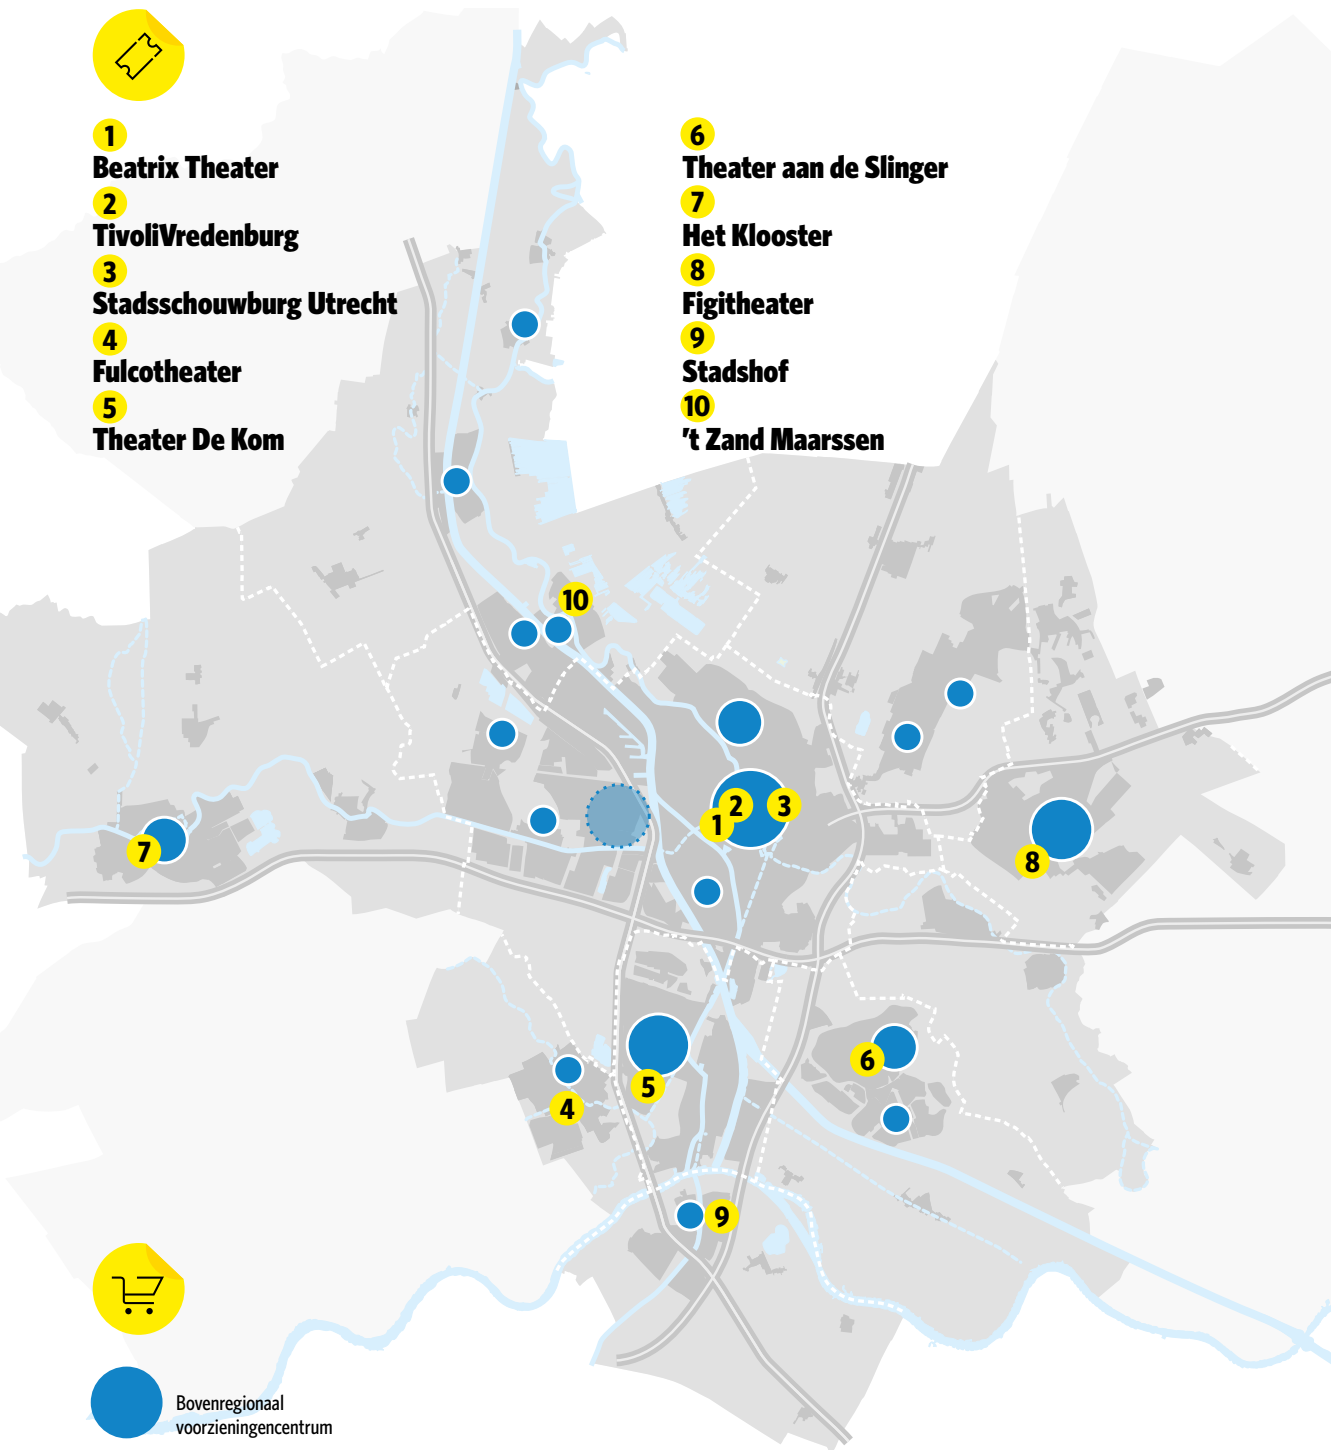 1
Beatrix Theater
2
TivoliVredenburg
3
Stadsschouwburg Utrecht
4
Fulcotheater
5
Theater De Kom
6
Theater aan de Slinger
7
Het Klooster
8
Figitheater
9
Stadshof
10
't Zand Maarssen
10
2
3
1
7
8
6
5
4
9
Bovenregionaal
voorzieningencentrum